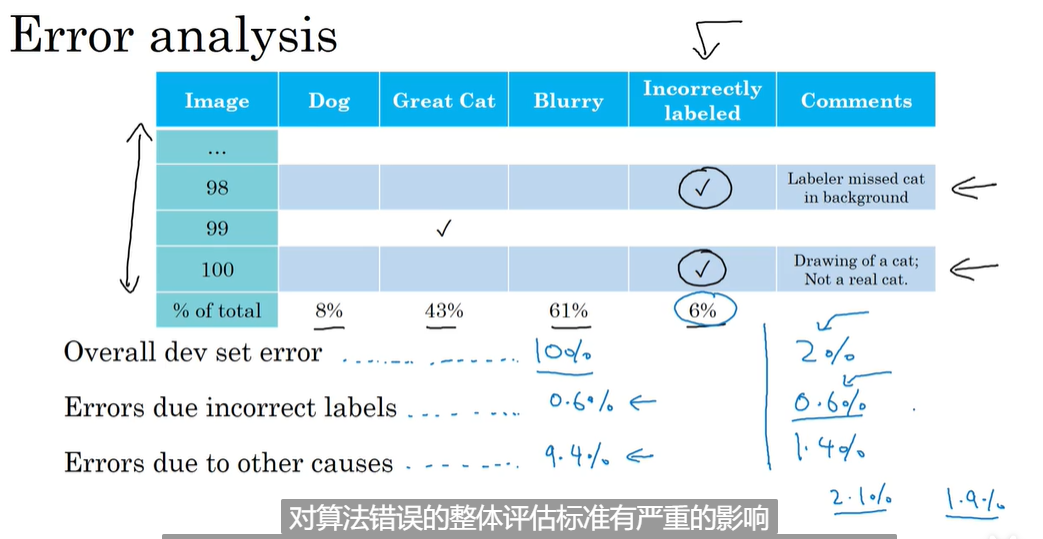 Error analysis
Image Dog Great Cat Blurry Incorrectly labeled Comments
...
98 ✓ Labeler missed cat in background
99 ✓
100 ✓ Drawing of a cat; Not a real cat.
% of total 8% 43% 61% 6%
Overall dev set error 10% 2%
Errors due incorrect labels 0.6% 0.6%
Errors due to other causes 9.4% 1.4%
2.1% 1.9%
对算法错误的整体评估标准有严重的影响